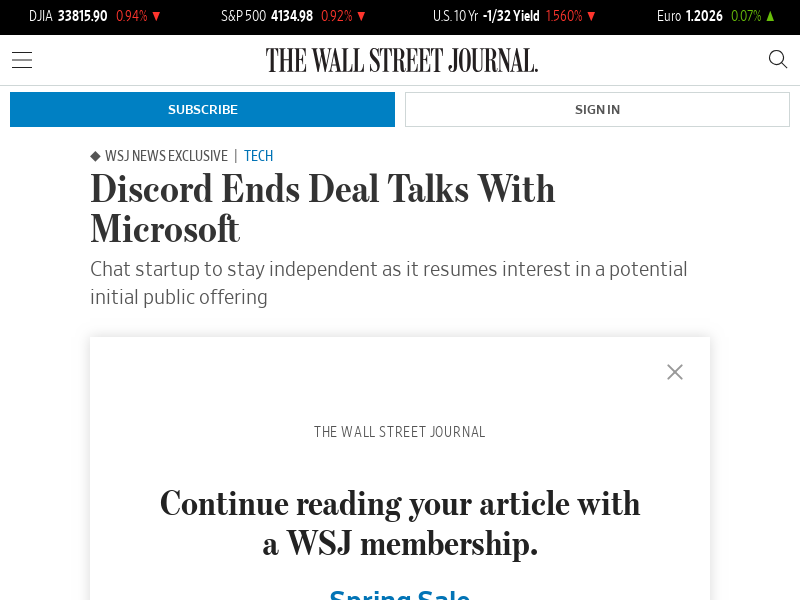 DJIA 33815.90 0.94% ▼ S&P 500 4134.98 0.92% ▼ U.S. 10 Yr -1/32 Yield 1.560% ▼ Euro 1.2026 0.07% ▲
THE WALL STREET JOURNAL.
SUBSCRIBE SIGN IN
◆ WSJ NEWS EXCLUSIVE | TECH
Discord Ends Deal Talks With
Microsoft
Chat startup to stay independent as it resumes interest in a potential
initial public offering
THE WALL STREET JOURNAL
Continue reading your article with
a WSJ membership.
Spring Sale